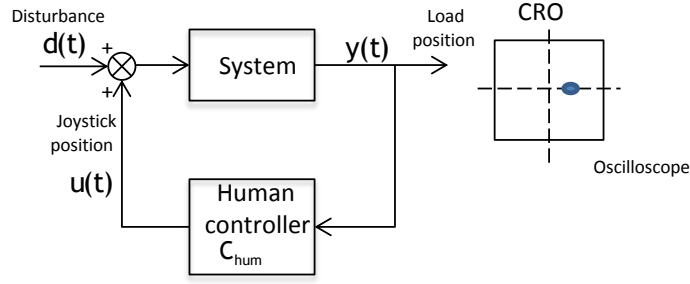 Disturbance
d(t)
+
+
System
y(t)
Load
position
CRO
Joystick
position
u(t)
Human
controller
C_hum
Oscilloscope